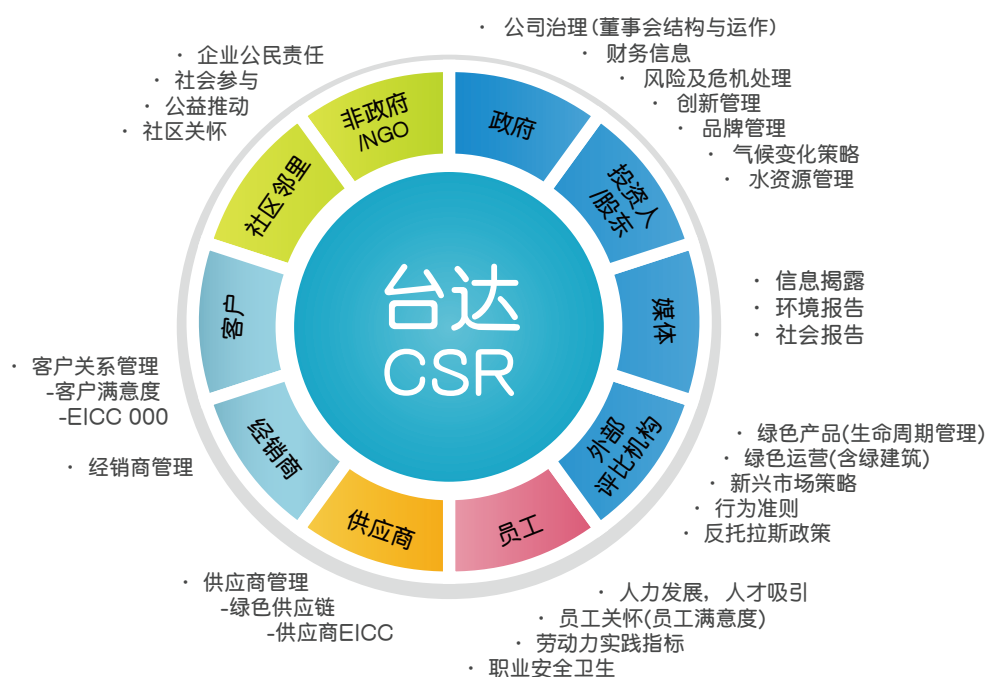 · 公司治理(董事会结构与运作)
· 财务信息
· 风险及危机处理
· 创新管理
· 品牌管理
· 气候变化策略
· 水资源管理
· 企业公民责任
· 社会参与
· 公益推动
· 社区关怀
非政府
/NGO
政府
投资人
/股东
社区邻里
媒体
客户
台达
CSR
· 信息揭露
· 环境报告
· 社会报告
· 客户关系管理
-客户满意度
-EICC 000
· 经销商管理
经销商
外部
评比机构
供应商
员工
· 绿色产品(生命周期管理)
· 绿色运营(含绿建筑)
· 新兴市场策略
· 行为准则
· 反托拉斯政策
· 供应商管理
-绿色供应链
-供应商EICC
· 人力发展，人才吸引
· 员工关怀(员工满意度)
· 劳动力实践指标
· 职业安全卫生